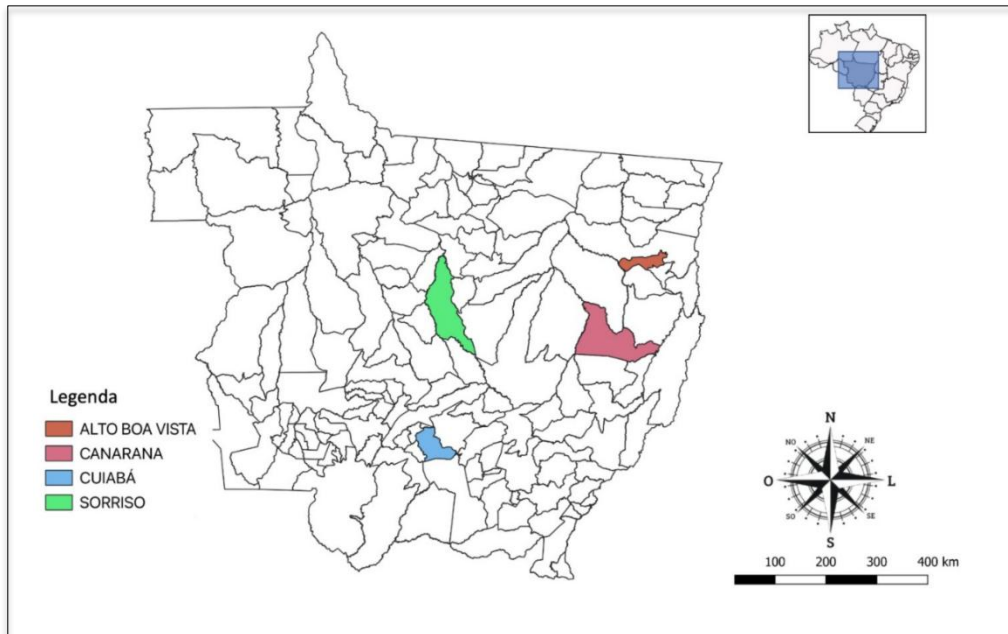 Legenda
ALTO BOA VISTA
CANARANA
CUIABÁ
SORRISO
N
NO
NE
O
L
SO
SE
S
100 200 300 400 km